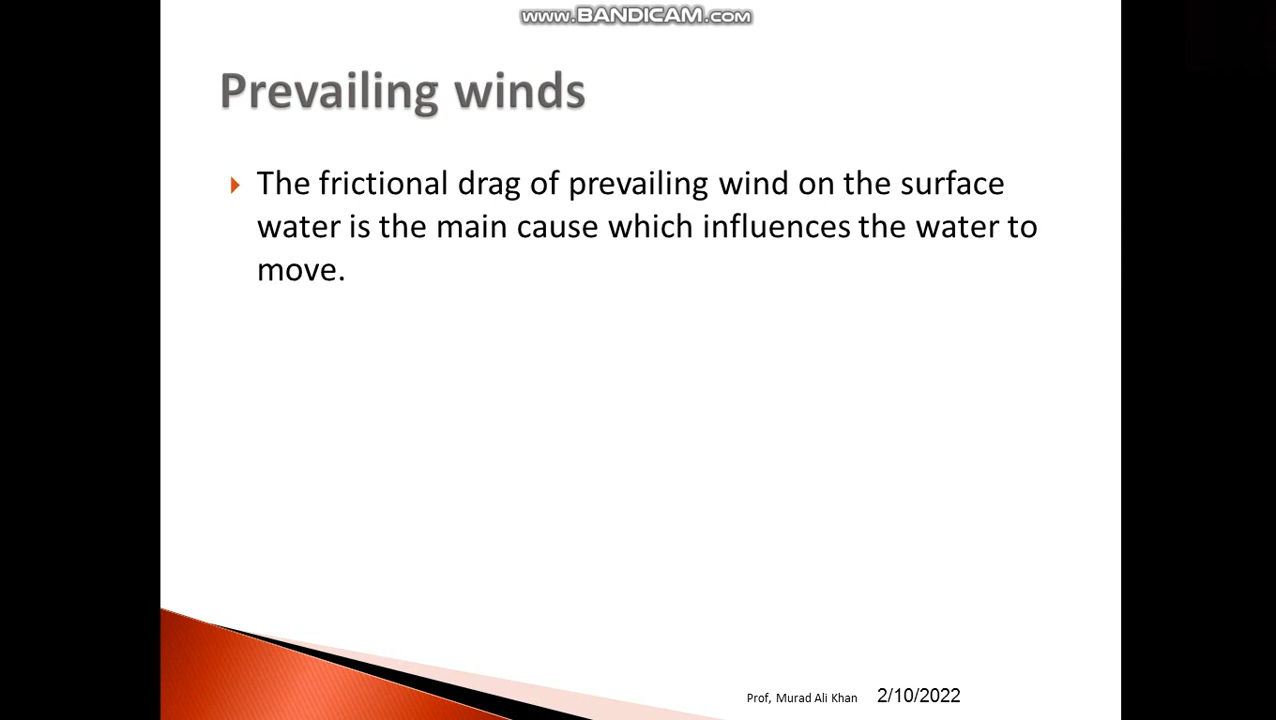 www.BANDICAM.com
Prevailing winds
The frictional drag of prevailing wind on the surface
water is the main cause which influences the water to
move.
Prof, Murad Ali Khan 2/10/2022